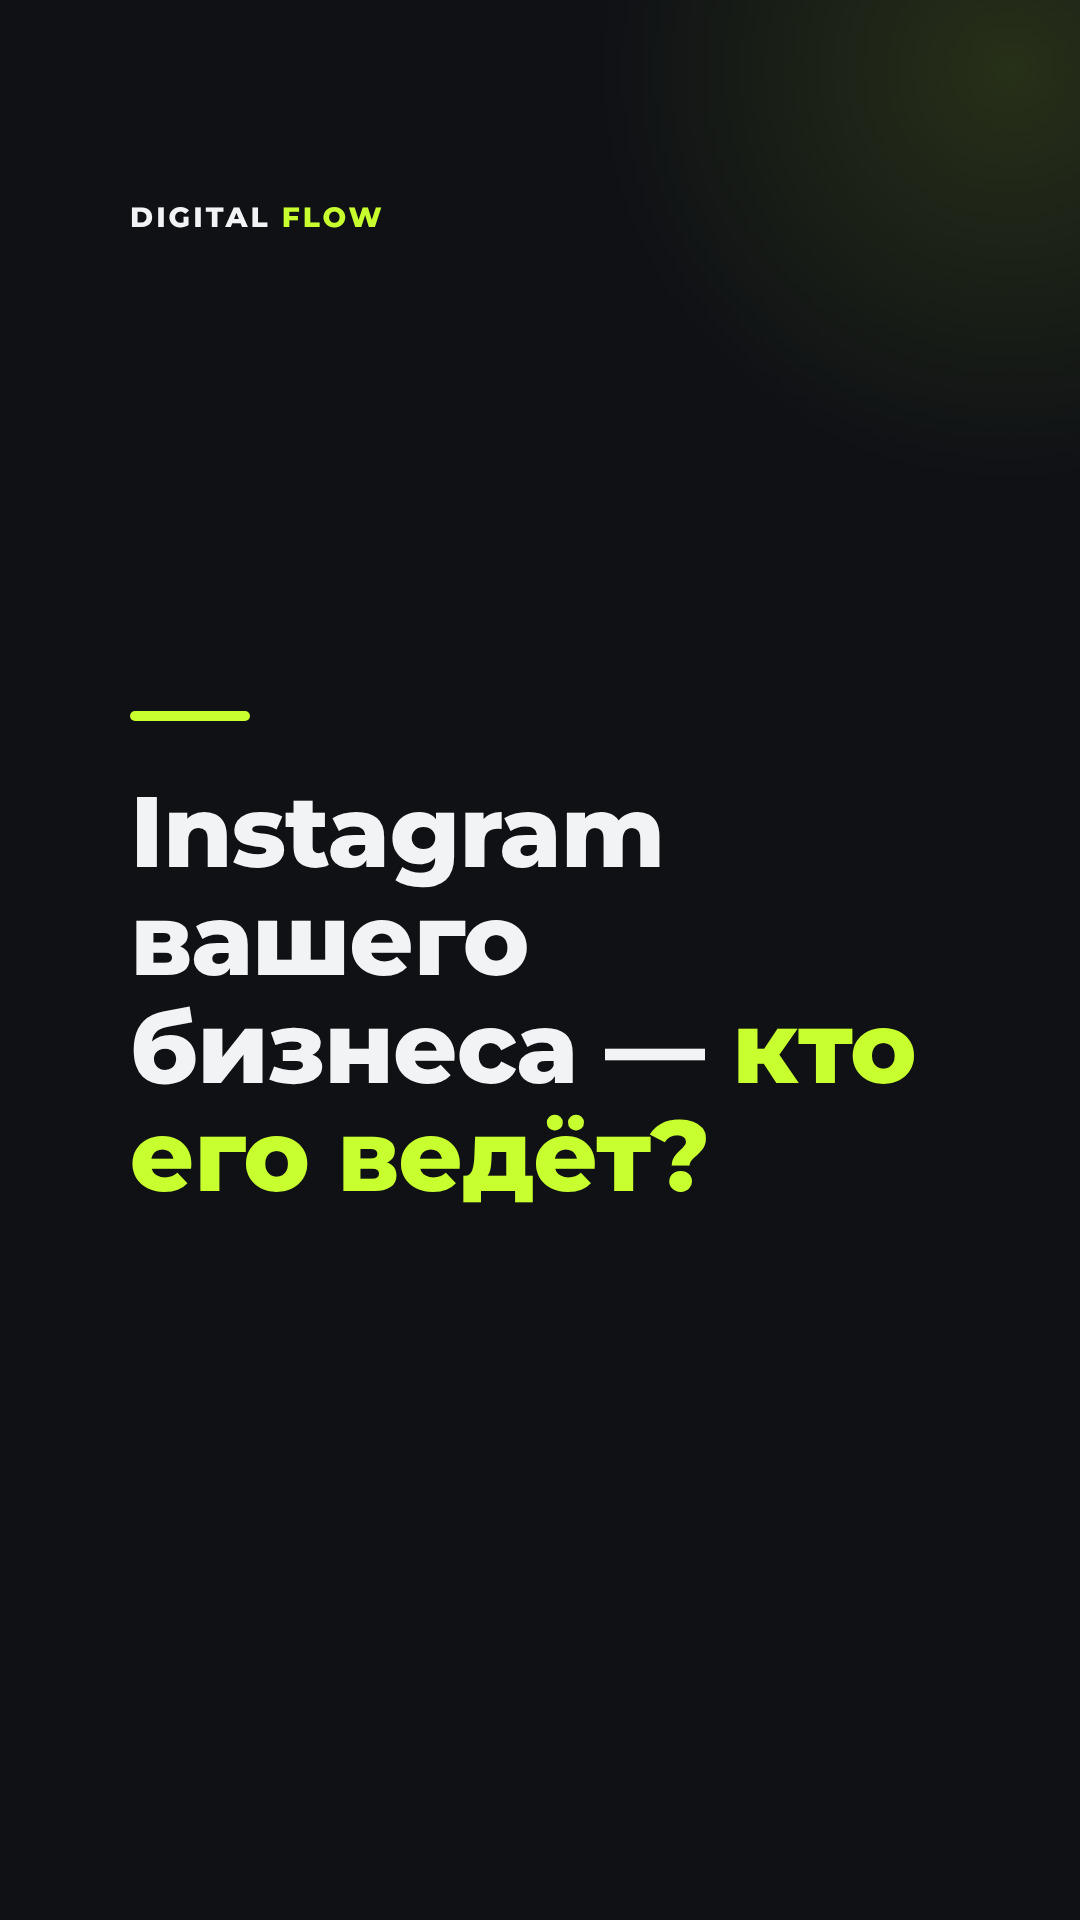 DIGITAL FLOW
Instagram
вашего
бизнеса — кто
его ведёт?